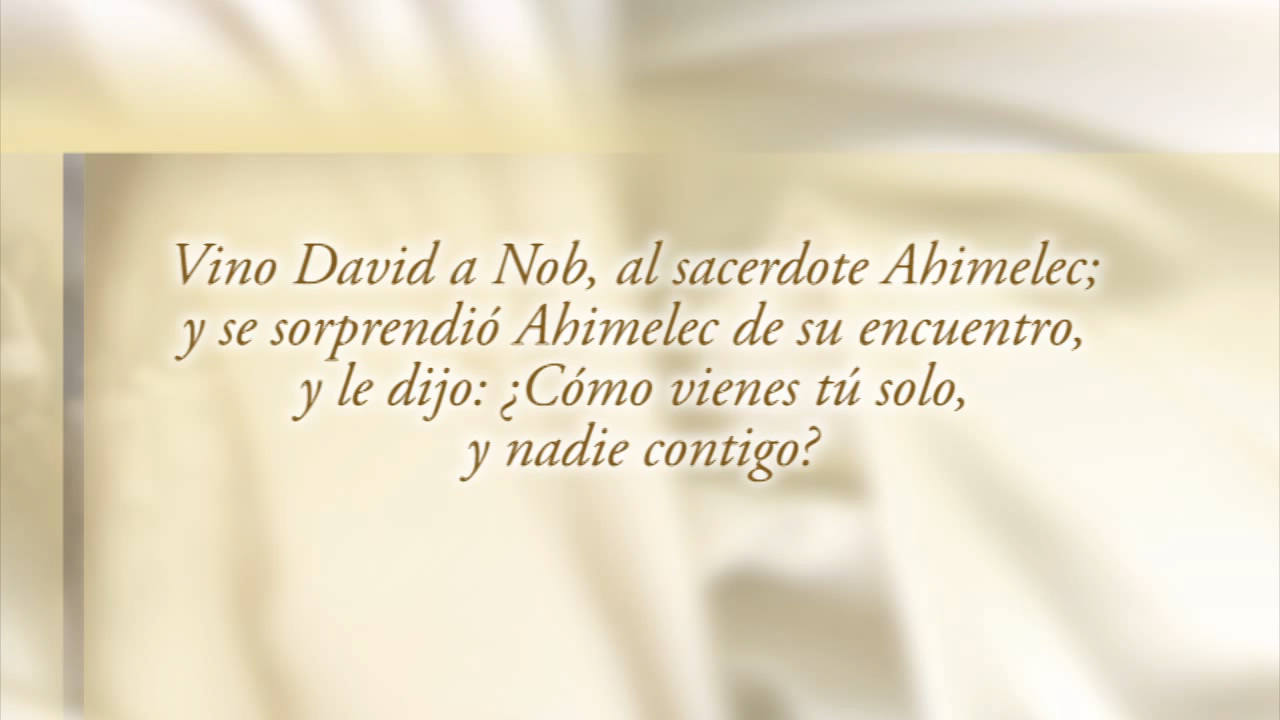 Vino David a Nob, al sacerdote Ahimelec;
y se sorprendió Ahimelec de su encuentro,
y le dijo: ¿Cómo vienes tú solo,
y nadie contigo?